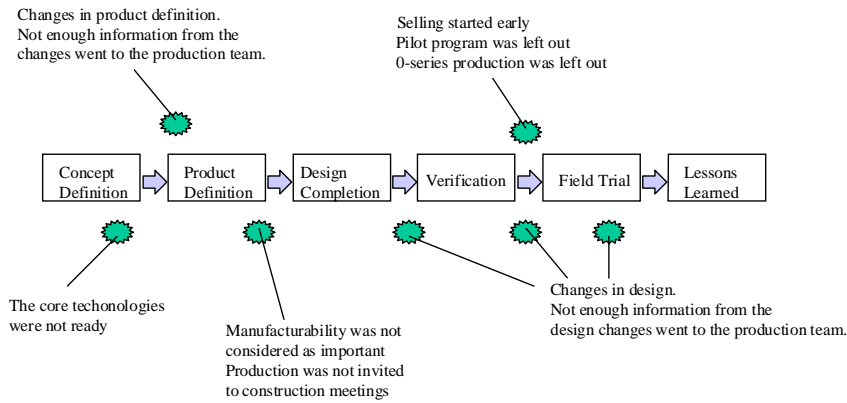 Changes in product definition.
Not enough information from the
changes went to the production team.
Selling started early
Pilot program was left out
0-series production was left out
Concept
Definition
Product
Definition
Design
Completion
Verification
Field Trial
Lessons
Learned
The core techonologies
were not ready
Manufacturability was not
considered as important
Production was not invited
to construction meetings
Changes in design.
Not enough information from the
design changes went to the production team.